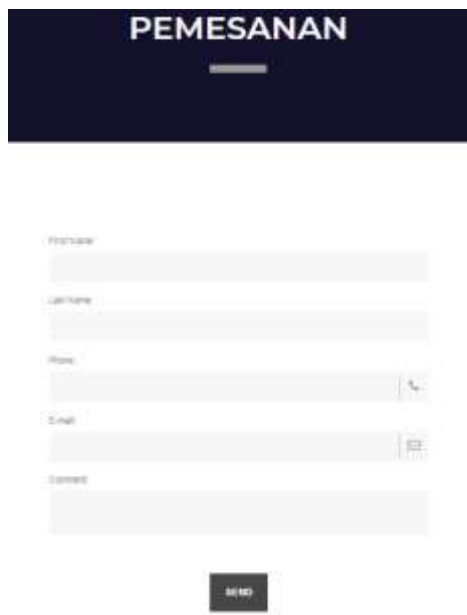 PEMESANAN
First Name
Last Name
Phone
E-mail
Comment
SEND